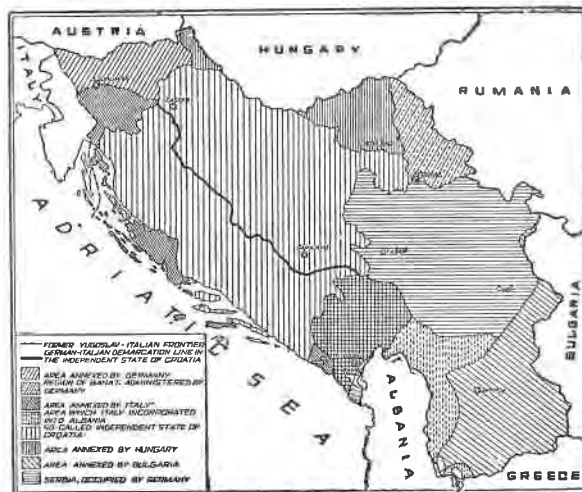 AUSTRIA
HUNGARY
ITALY
RUMANIA
ADRIATIC SEA
BULGARIA
ALBANIA
GREECE
FORMER YUGOSLAV-ITALIAN FRONTIER
GERMAN-ITALIAN DEMARCATION LINE IN
THE INDEPENDENT STATE OF CROATIA
AREA ANNEXED BY GERMANY
REGION OF BANAT, ADMINISTERED BY
GERMANY
AREA ANNEXED BY ITALY
AREA WHICH ITALY INCORPORATED
INTO ALBANIA
SO-CALLED INDEPENDENT STATE OF
CROATIA
AREA ANNEXED BY HUNGARY
AREA ANNEXED BY BULGARIA
SERBIA, OCCUPIED BY GERMANY